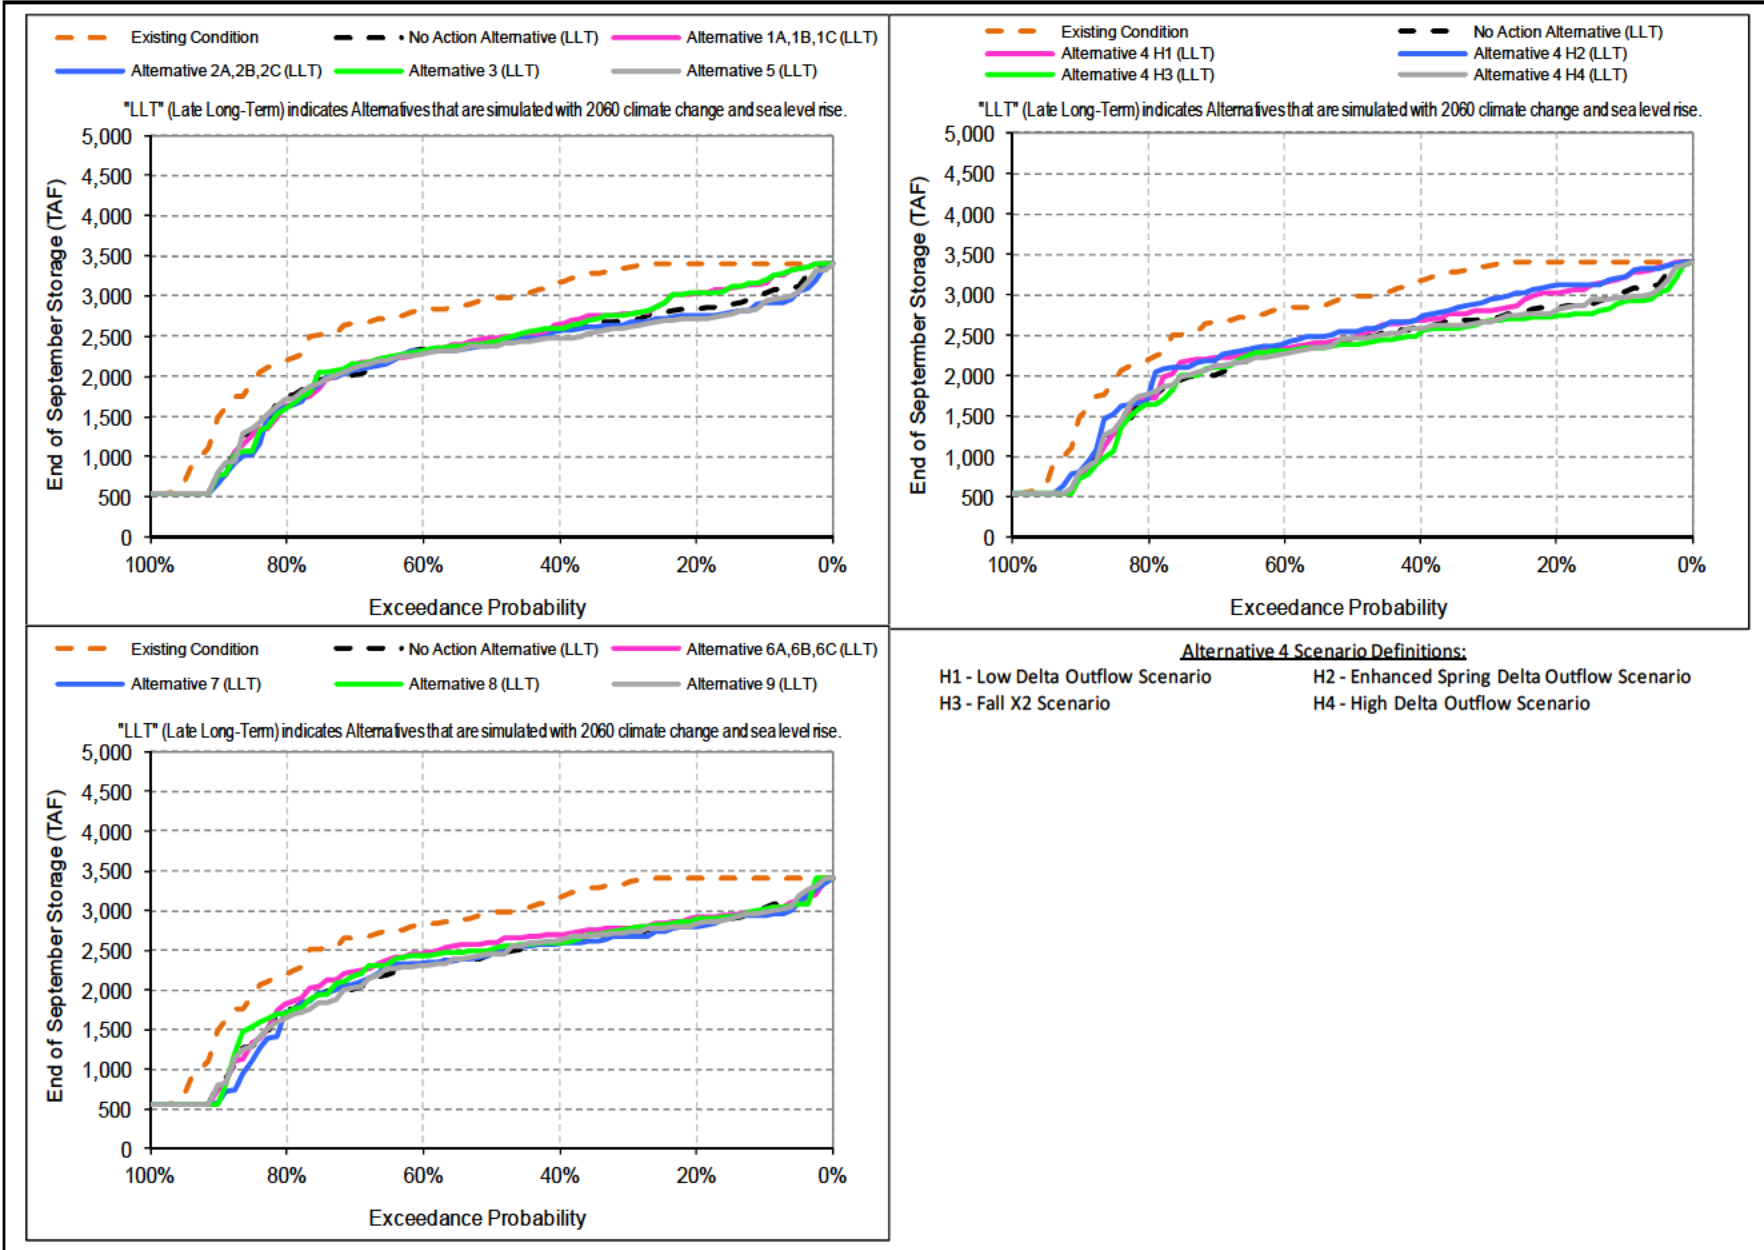 Existing Condition
No Action Alternative (LLT)
Alternative 1A,1B,1C (LLT)
Alternative 2A,2B,2C (LLT)
Alternative 3 (LLT)
Alternative 5 (LLT)
"LLT" (Late Long-Term) indicates Alternatives that are simulated with 2060 climate change and sea level rise.
5,000
4,500
4,000
3,500
3,000
2,500
2,000
1,500
1,000
500
0
End of September Storage (TAF)
100%
80%
60%
40%
20%
0%
Exceedance Probability
Existing Condition
No Action Alternative (LLT)
Alternative 4 H1 (LLT)
Alternative 4 H2 (LLT)
Alternative 4 H3 (LLT)
Alternative 4 H4 (LLT)
"LLT" (Late Long-Term) indicates Alternatives that are simulated with 2060 climate change and sea level rise.
5,000
4,500
4,000
3,500
3,000
2,500
2,000
1,500
1,000
500
0
End of September Storage (TAF)
100%
80%
60%
40%
20%
0%
Exceedance Probability
Existing Condition
No Action Alternative (LLT)
Alternative 6A,6B,6C (LLT)
Alternative 7 (LLT)
Alternative 8 (LLT)
Alternative 9 (LLT)
"LLT" (Late Long-Term) indicates Alternatives that are simulated with 2060 climate change and sea level rise.
5,000
4,500
4,000
3,500
3,000
2,500
2,000
1,500
1,000
500
0
End of September Storage (TAF)
100%
80%
60%
40%
20%
0%
Exceedance Probability
Alternative 4 Scenario Definitions:
H1 - Low Delta Outflow Scenario
H2 - Enhanced Spring Delta Outflow Scenario
H3 - Fall X2 Scenario
H4 - High Delta Outflow Scenario